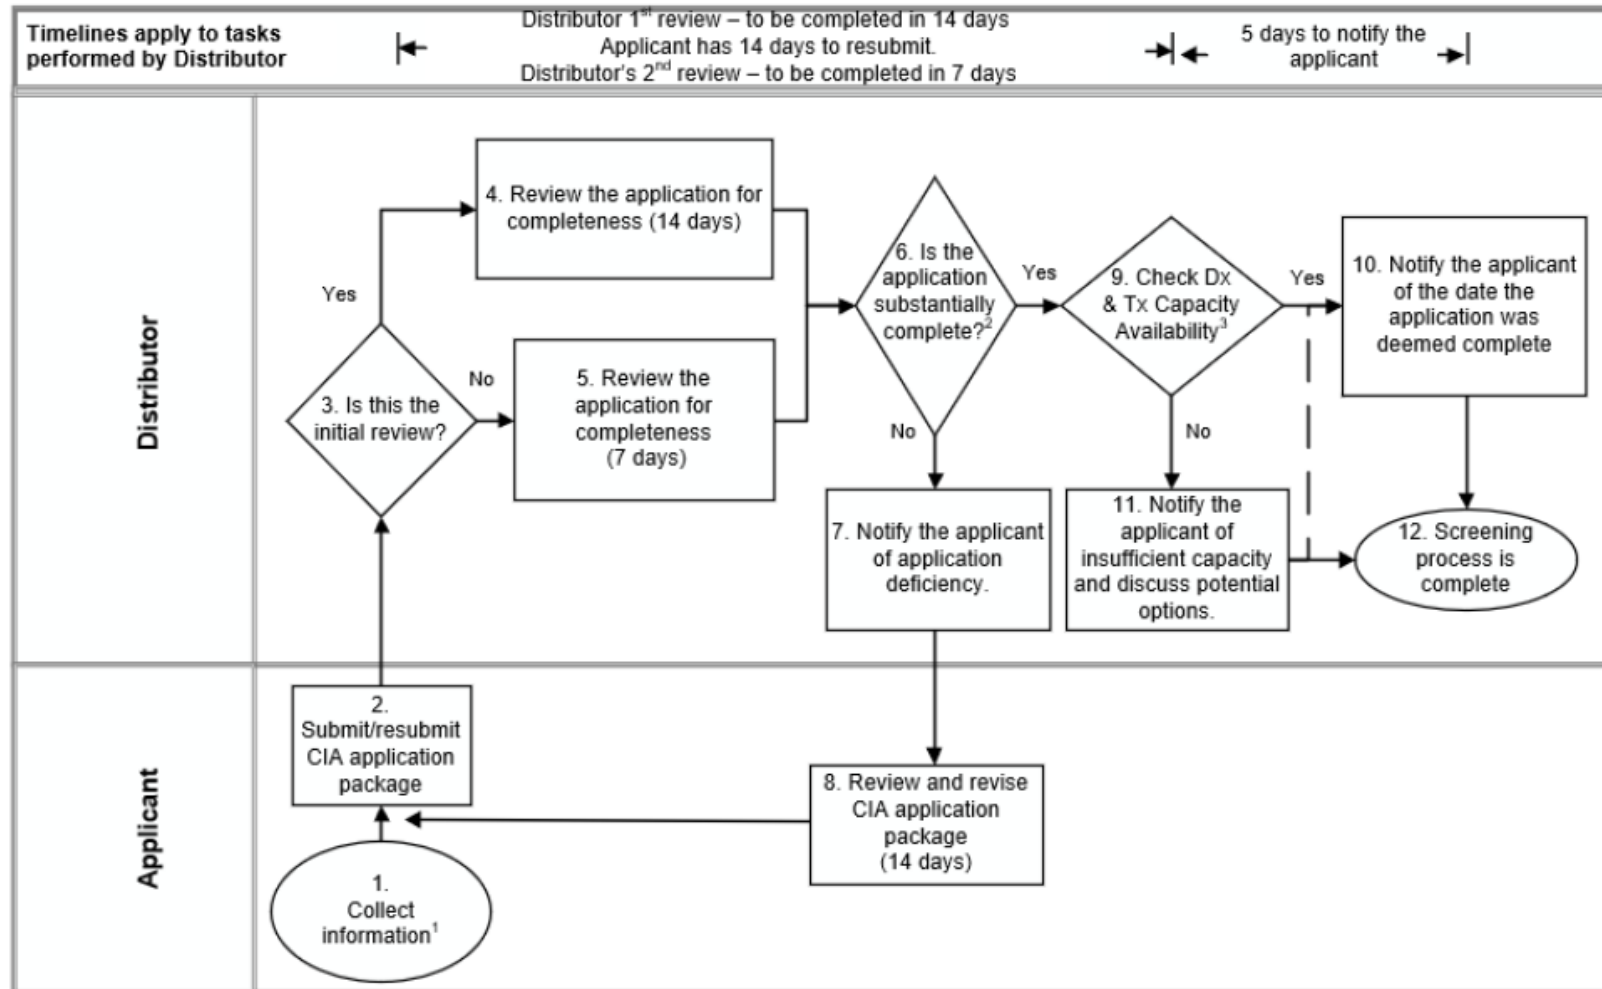 Timelines apply to tasks
performed by Distributor
Distributor 1st review – to be completed in 14 days
Applicant has 14 days to resubmit.
Distributor's 2nd review – to be completed in 7 days
5 days to notify the
applicant
Distributor
4. Review the application for
completeness (14 days)
Yes
3. Is this the
initial review?
No
5. Review the
application for
completeness
(7 days)
6. Is the
application
substantially
complete?2
Yes
No
9. Check Dx
& Tx Capacity
Availability3
Yes
No
10. Notify the applicant
of the date the
application was
deemed complete
7. Notify the applicant
of application
deficiency.
11. Notify the
applicant of
insufficient capacity
and discuss potential
options.
12. Screening
process is
complete
Applicant
2.
Submit/resubmit
CIA application
package
8. Review and revise
CIA application
package
(14 days)
1.
Collect
information1